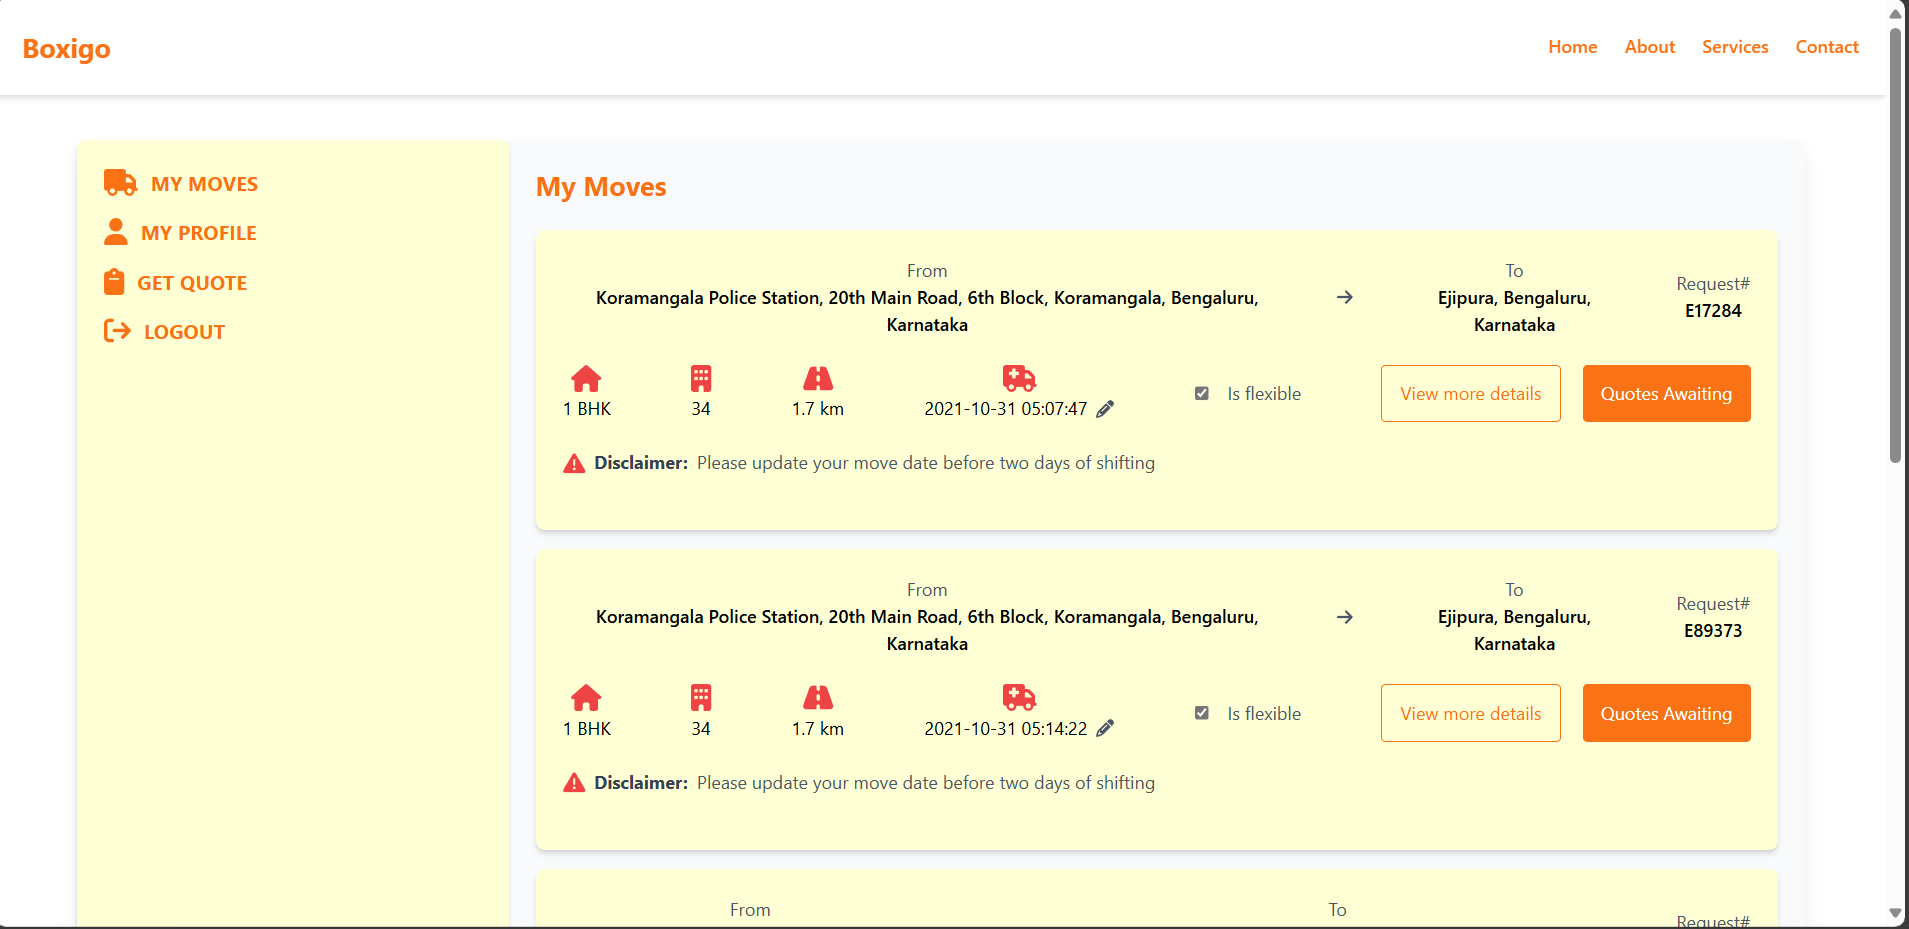 Boxigo
Home About Services Contact
MY MOVES
MY PROFILE
GET QUOTE
LOGOUT
My Moves
From
Koramangala Police Station, 20th Main Road, 6th Block, Koramangala, Bengaluru,
Karnataka
To
Ejipura, Bengaluru,
Karnataka
Request#
E17284
1 BHK
34
1.7 km
2021-10-31 05:07:47
Is flexible
View more details
Quotes Awaiting
Disclaimer: Please update your move date before two days of shifting
From
Koramangala Police Station, 20th Main Road, 6th Block, Koramangala, Bengaluru,
Karnataka
To
Ejipura, Bengaluru,
Karnataka
Request#
E89373
1 BHK
34
1.7 km
2021-10-31 05:14:22
Is flexible
View more details
Quotes Awaiting
Disclaimer: Please update your move date before two days of shifting
From
To
Request#